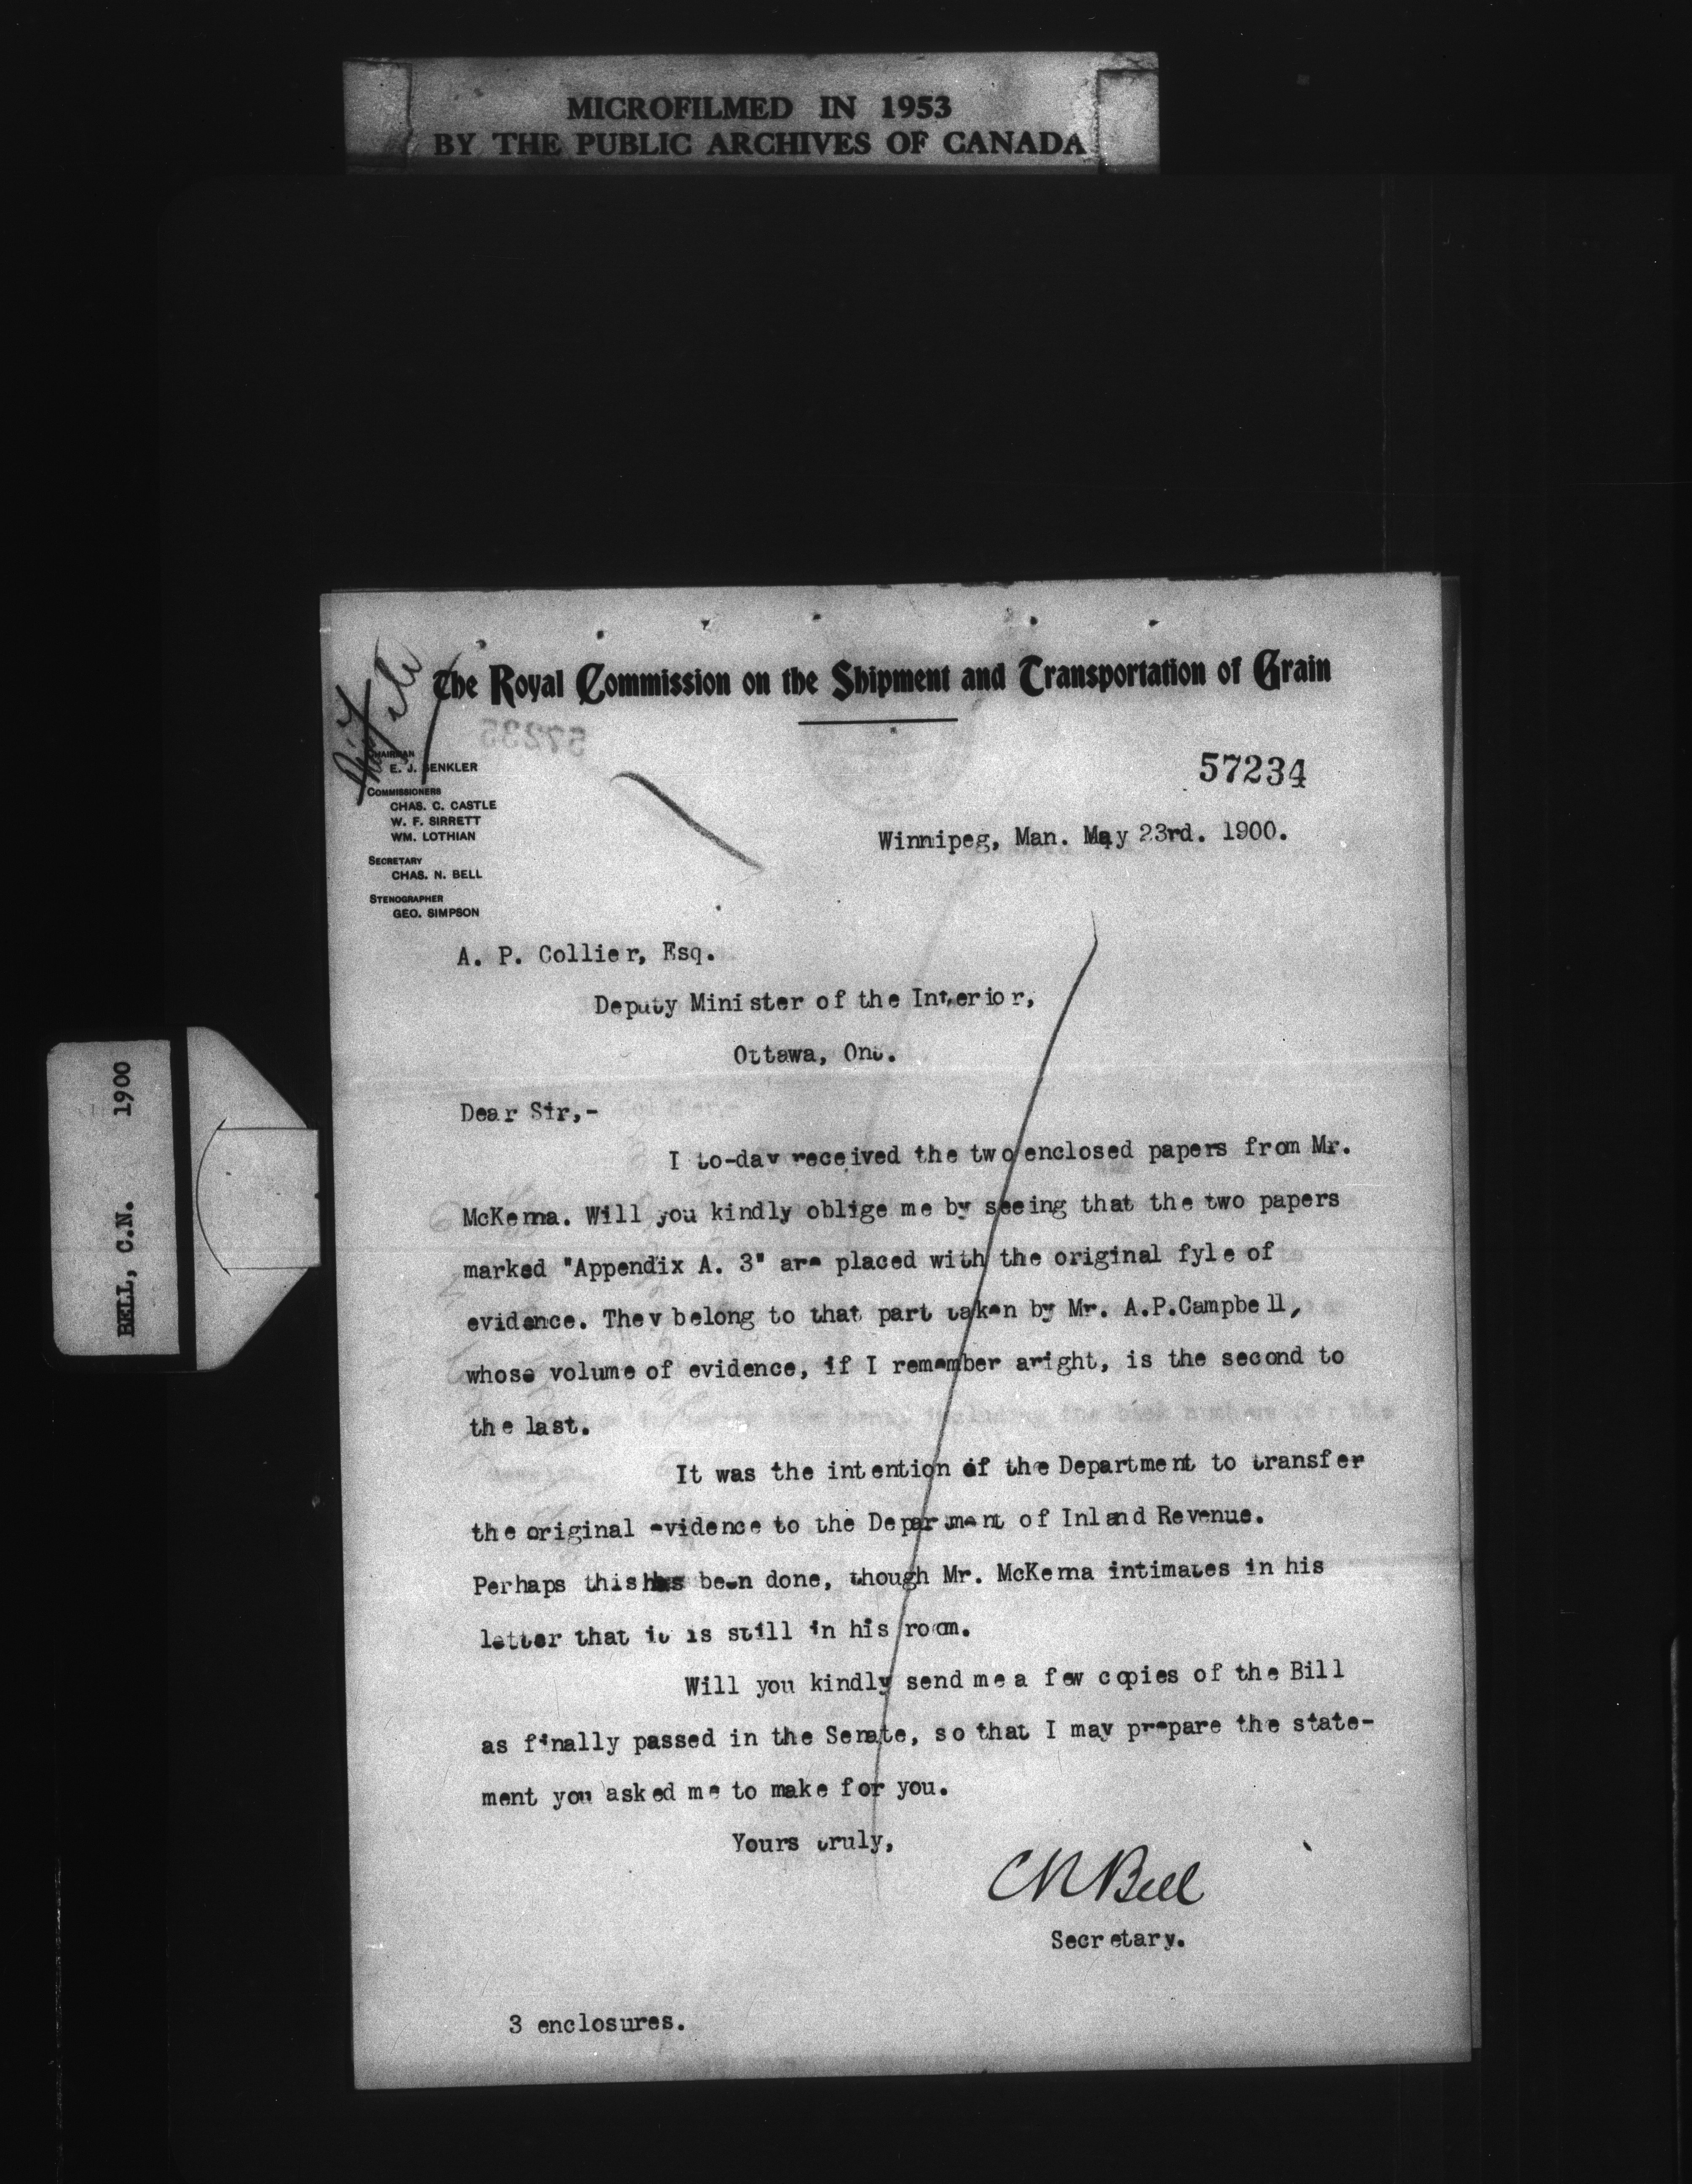 MICROFILMED IN 1953
BY THE PUBLIC ARCHIVES OF CANADA
The Royal Commission on the Shipment and Transportation of Grain
57235
57234
CHAIRMAN
E. J. SENKLER
COMMISSIONERS
CHAS. C. CASTLE
W. F. SIRRETT
WM. LOTHIAN
SECRETARY
CHAS. N. BELL
STENOGRAPHER
GEO. SIMPSON
Winnipeg, Man. May 23rd. 1900.
A. P. Collier, Esq.
Deputy Minister of the Interior,
Ottawa, Ont.
BELL, C.N. 1900
Dear Sir,-
I to-day received the two enclosed papers from Mr.
McKenna. Will you kindly oblige me by seeing that the two papers
marked "Appendix A. 3" are placed with the original fyle of
evidence. They belong to that part taken by Mr. A.P.Campbell,
whose volume of evidence, if I remember aright, is the second to
the last.
It was the intention of the Department to transfer
the original evidence to the Department of Inland Revenue.
Perhaps this has been done, though Mr. McKenna intimates in his
letter that it is still in his room.
Will you kindly send me a few copies of the Bill
as finally passed in the Senate, so that I may prepare the state-
ment you asked me to make for you.
Yours truly,
C N Bell
Secretary.
3 enclosures.